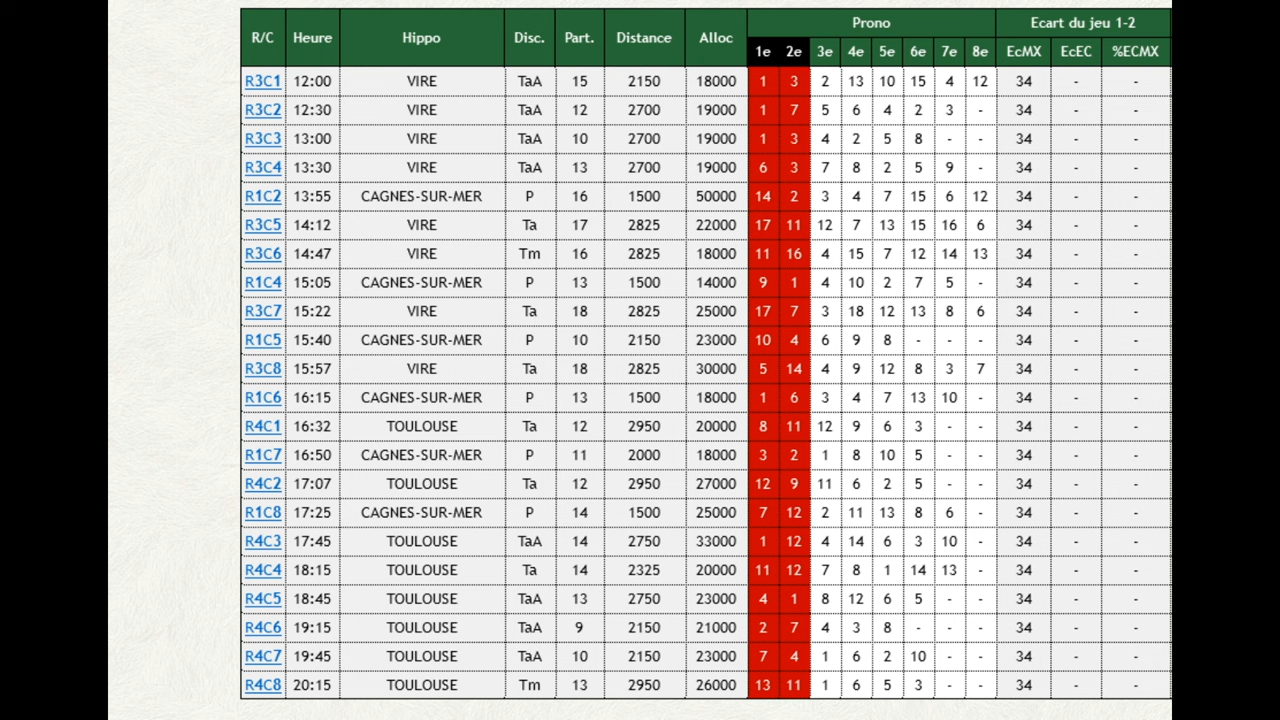 R/C Heure Hippo Disc. Part. Distance Alloc Prono Ecart du jeu 1-2
1e 2e 3e 4e 5e 6e 7e 8e EcMX EcEC %ECMX
R3C1 12:00 VIRE TaA 15 2150 18000 1 3 2 13 10 15 4 12 34 - -
R3C2 12:30 VIRE TaA 12 2700 19000 1 7 5 6 4 2 3 - 34 - -
R3C3 13:00 VIRE TaA 10 2700 19000 1 3 4 2 5 8 - - 34 - -
R3C4 13:30 VIRE TaA 13 2700 19000 6 3 7 8 2 5 9 - 34 - -
R1C2 13:55 CAGNES-SUR-MER P 16 1500 50000 14 2 3 4 7 15 6 12 34 - -
R3C5 14:12 VIRE Ta 17 2825 22000 17 11 12 7 13 15 16 6 34 - -
R3C6 14:47 VIRE Tm 16 2825 18000 11 16 4 15 7 12 14 13 34 - -
R1C4 15:05 CAGNES-SUR-MER P 13 1500 14000 9 1 4 10 2 7 5 - 34 - -
R3C7 15:22 VIRE Ta 18 2825 25000 17 7 3 18 12 13 8 6 34 - -
R1C5 15:40 CAGNES-SUR-MER P 10 2150 23000 10 4 6 9 8 - - - 34 - -
R3C8 15:57 VIRE Ta 18 2825 30000 5 14 4 9 12 8 3 7 34 - -
R1C6 16:15 CAGNES-SUR-MER P 13 1500 18000 1 6 3 4 7 13 10 - 34 - -
R4C1 16:32 TOULOUSE Ta 12 2950 20000 8 11 12 9 6 3 - - 34 - -
R1C7 16:50 CAGNES-SUR-MER P 11 2000 18000 3 2 1 8 10 5 - - 34 - -
R4C2 17:07 TOULOUSE Ta 12 2950 27000 12 9 11 6 2 5 - - 34 - -
R1C8 17:25 CAGNES-SUR-MER P 14 1500 25000 7 12 2 11 13 8 6 - 34 - -
R4C3 17:45 TOULOUSE TaA 14 2750 33000 1 12 4 14 6 3 10 - 34 - -
R4C4 18:15 TOULOUSE Ta 14 2325 20000 11 12 7 8 1 14 13 - 34 - -
R4C5 18:45 TOULOUSE TaA 13 2750 23000 4 1 8 12 6 5 - - 34 - -
R4C6 19:15 TOULOUSE TaA 9 2150 21000 2 7 4 3 8 - - - 34 - -
R4C7 19:45 TOULOUSE TaA 10 2150 23000 7 4 1 6 2 10 - - 34 - -
R4C8 20:15 TOULOUSE Tm 13 2950 26000 13 11 1 6 5 3 - - 34 - -